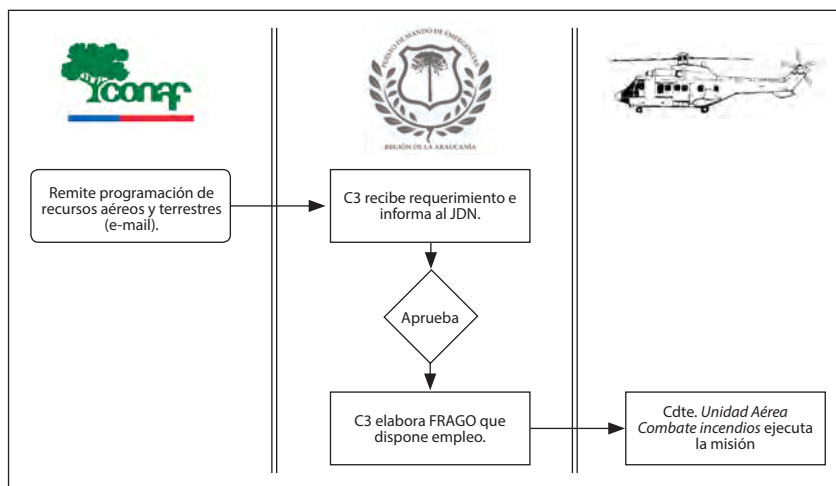 CONAF
PUESTO DE MANDO DE EMERGENCIAS
REGIÓN DE LA ARAUCANÍA
Remite programación de
recursos aéreos y terrestres
(e-mail).
C3 recibe requerimiento e
informa al JDN.
Aprueba
C3 elabora FRAGO que
dispone empleo.
Cdte. Unidad Aérea
Combate incendios ejecuta
la misión